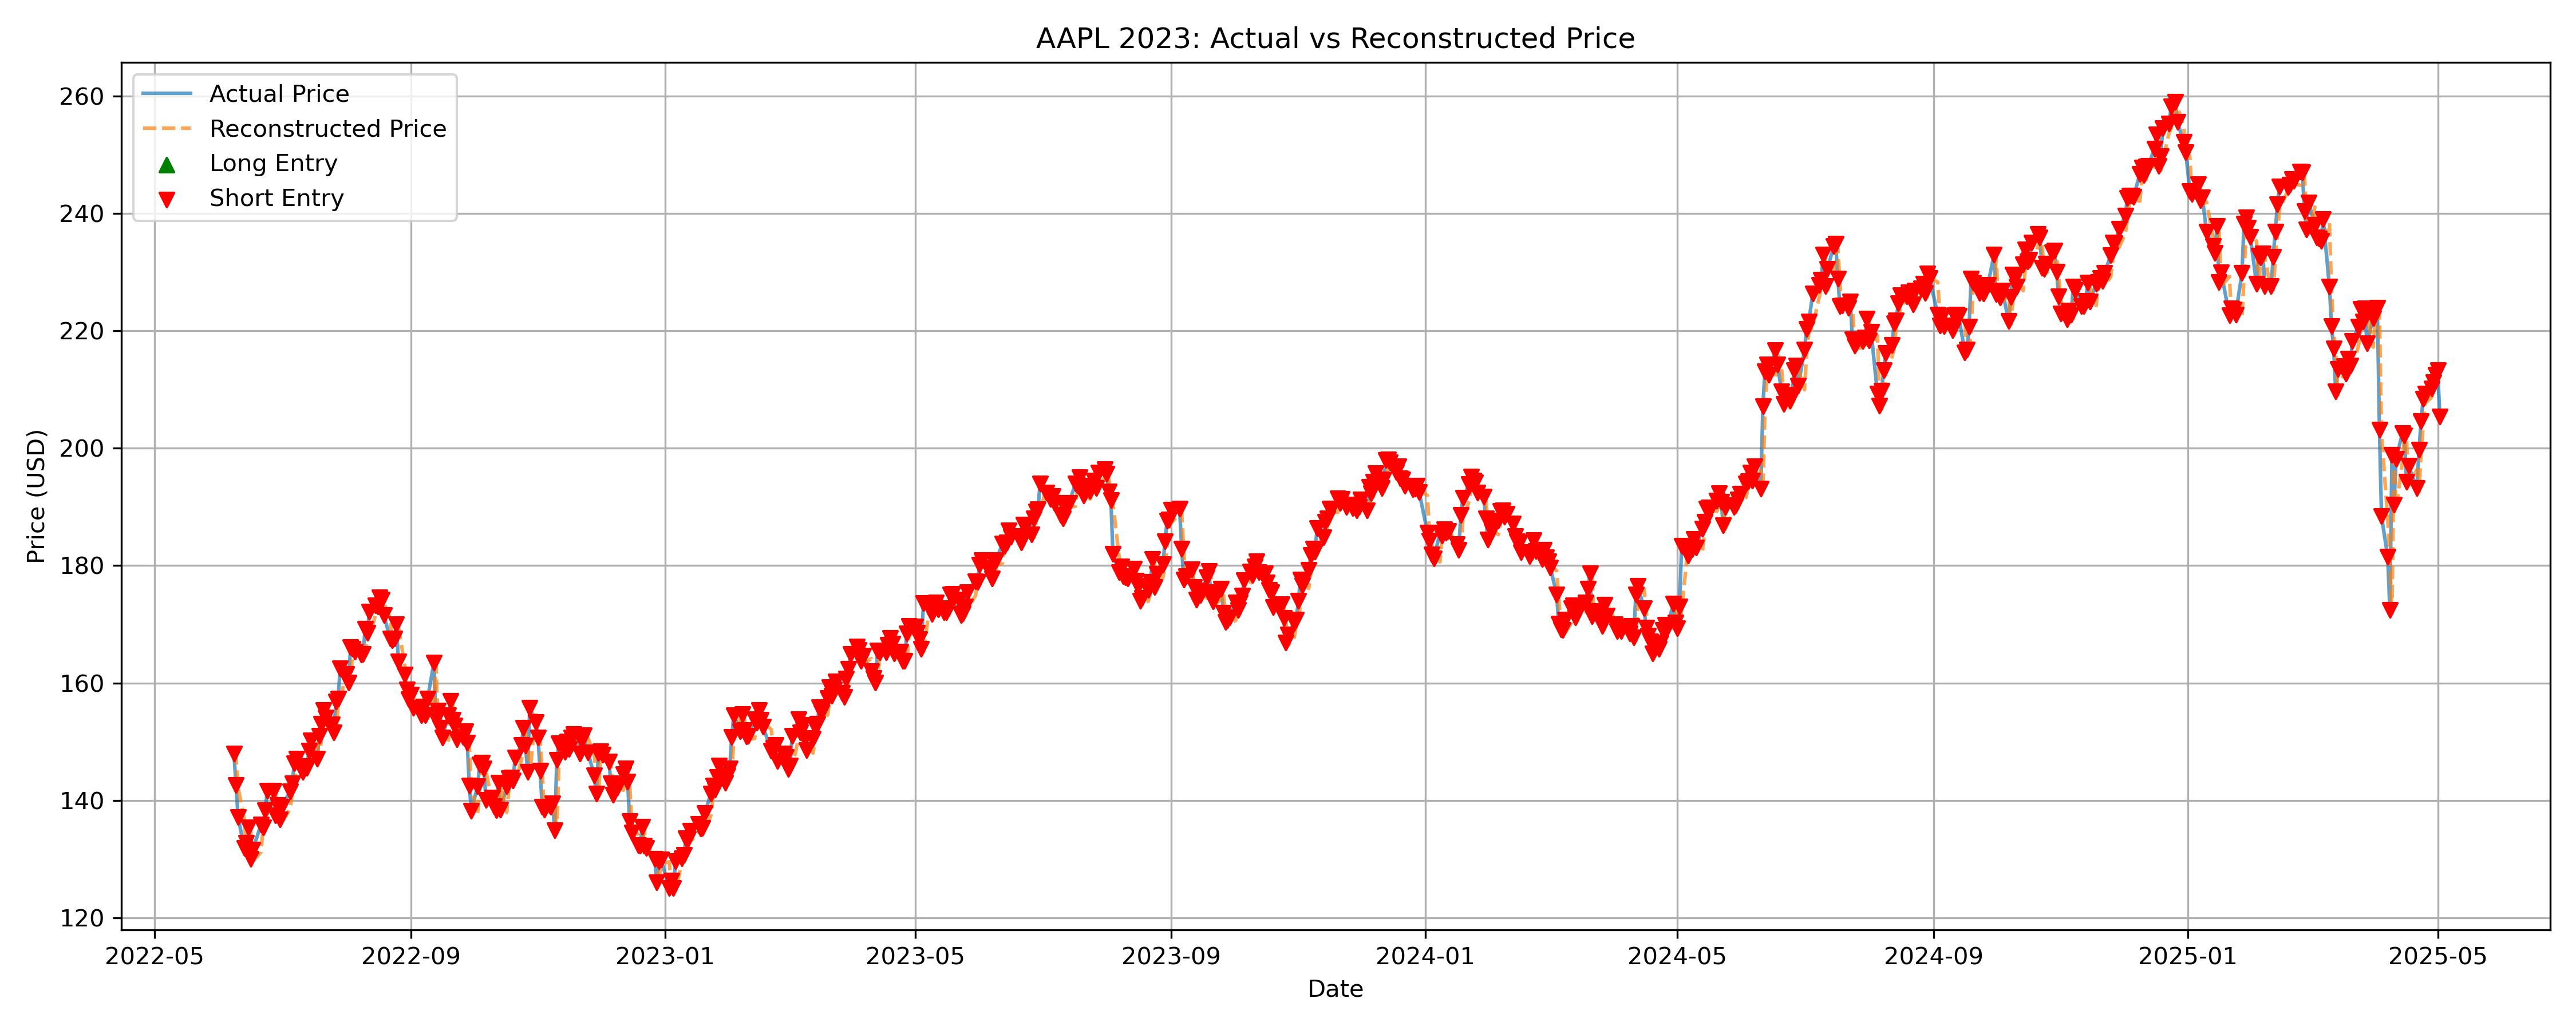 AAPL 2023: Actual vs Reconstructed Price
Actual Price
Reconstructed Price
Long Entry
Short Entry
Price (USD)
260
240
220
200
180
160
140
120
2022-05
2022-09
2023-01
2023-05
2023-09
2024-01
2024-05
2024-09
2025-01
2025-05
Date